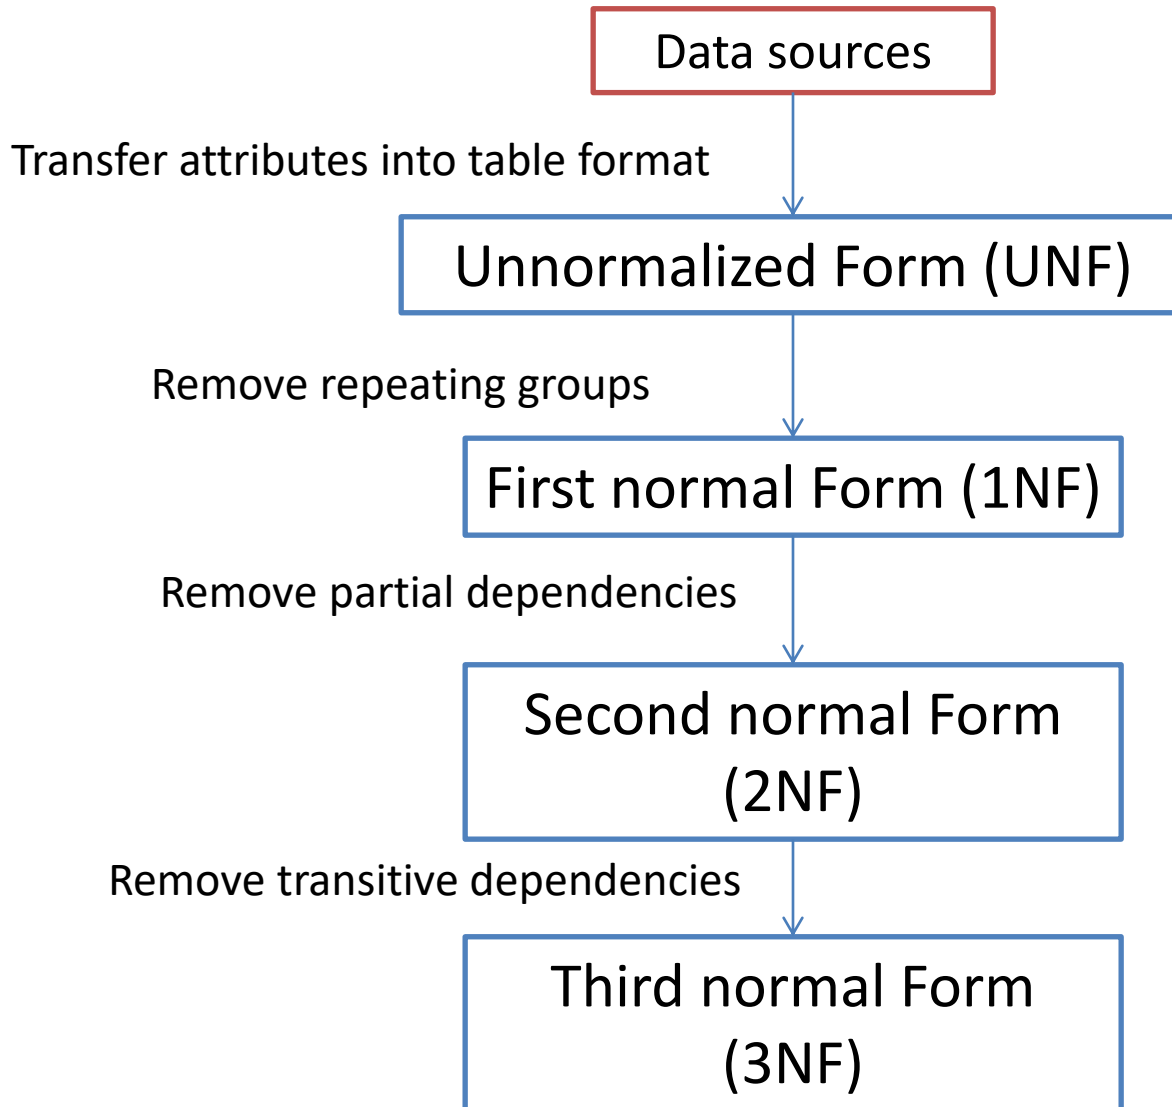 Data sources
Transfer attributes into table format
Unnormalized Form (UNF)
Remove repeating groups
First normal Form (1NF)
Remove partial dependencies
Second normal Form
(2NF)
Remove transitive dependencies
Third normal Form
(3NF)